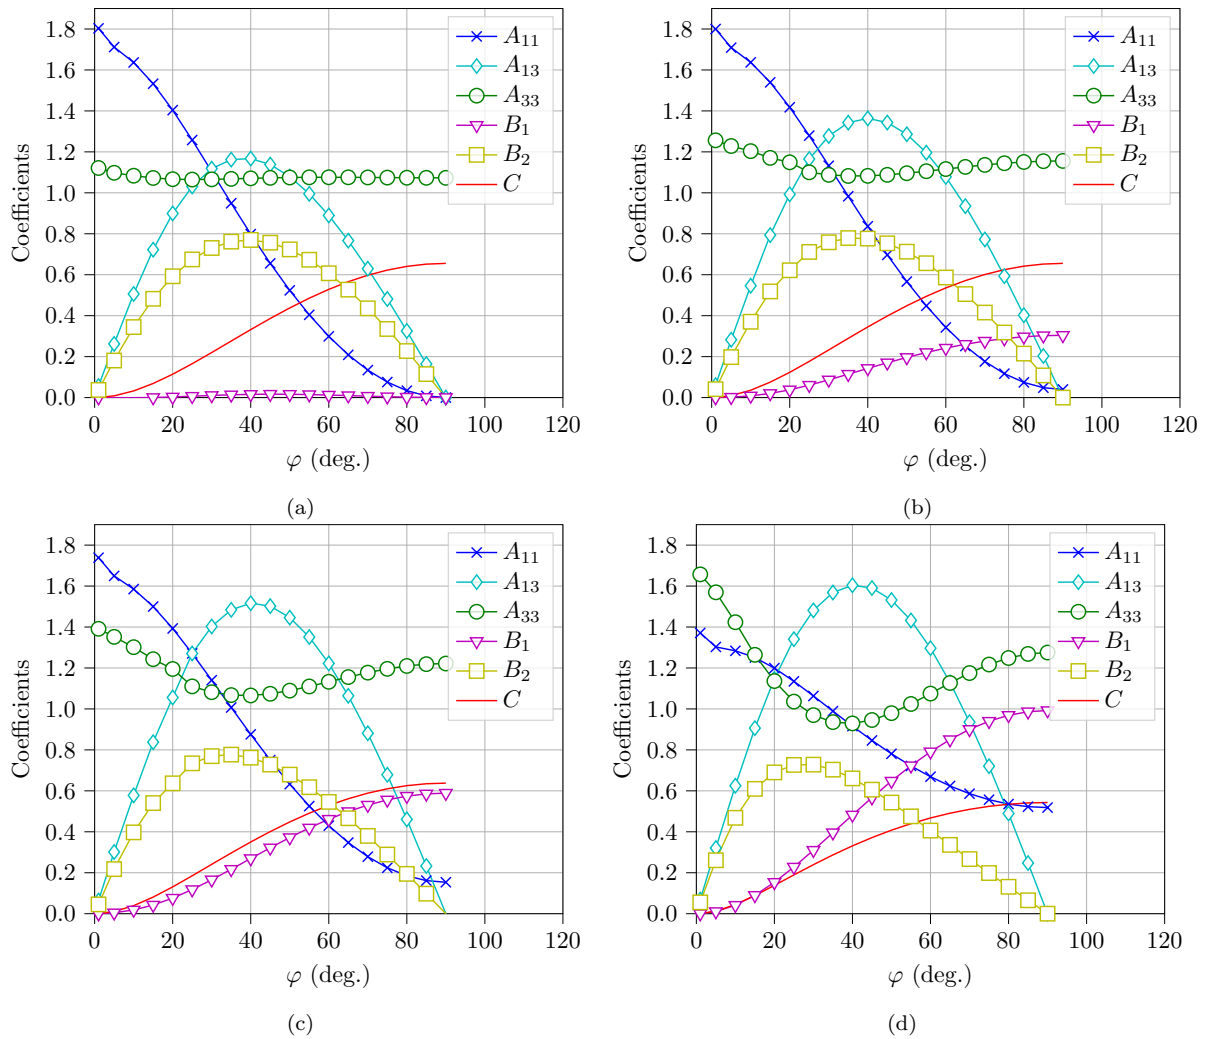 Coefficients
1.8
1.6
1.4
1.2
1.0
0.8
0.6
0.4
0.2
0.0
0 20 40 60 80 100 120
φ (deg.)
A₁₁
A₁₃
A₃₃
B₁
B₂
C
(a)
Coefficients
1.8
1.6
1.4
1.2
1.0
0.8
0.6
0.4
0.2
0.0
0 20 40 60 80 100 120
φ (deg.)
A₁₁
A₁₃
A₃₃
B₁
B₂
C
(b)
Coefficients
1.8
1.6
1.4
1.2
1.0
0.8
0.6
0.4
0.2
0.0
0 20 40 60 80 100 120
φ (deg.)
A₁₁
A₁₃
A₃₃
B₁
B₂
C
(c)
Coefficients
1.8
1.6
1.4
1.2
1.0
0.8
0.6
0.4
0.2
0.0
0 20 40 60 80 100 120
φ (deg.)
A₁₁
A₁₃
A₃₃
B₁
B₂
C
(d)